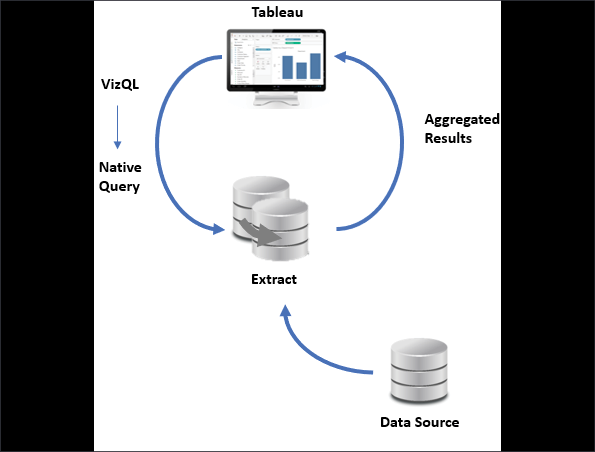 Tableau
VizQL
Aggregated
Results
Native
Query
Extract
Data Source